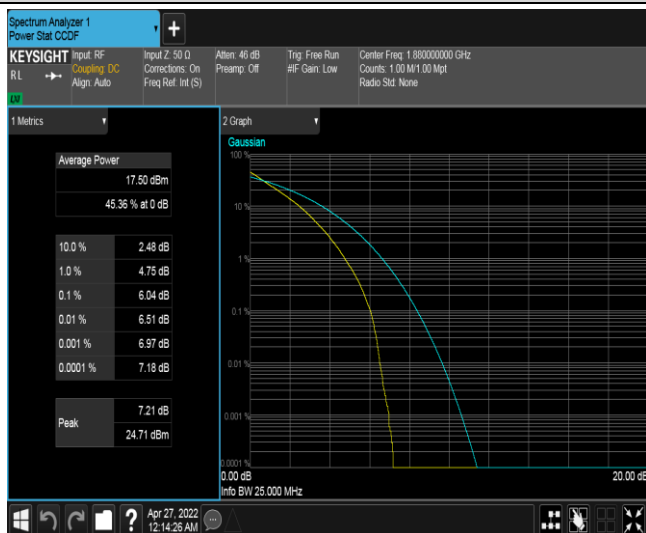 Spectrum Analyzer 1
Power Stat CCDF
+
KEYSIGHT
RL
LXI
Input: RF
Coupling: DC
Align: Auto
Input Z: 50 Ω
Corrections: On
Freq Ref: Int (S)
Atten: 46 dB
Preamp: Off
Trig: Free Run
#IF Gain: Low
Center Freq: 1.880000000 GHz
Counts: 1.00 M/1.00 Mpt
Radio Std: None
1 Metrics
Average Power
17.50 dBm
45.36 % at 0 dB
10.0 % 2.48 dB
1.0 % 4.75 dB
0.1 % 6.04 dB
0.01 % 6.51 dB
0.001 % 6.97 dB
0.0001 % 7.18 dB
Peak
7.21 dB
24.71 dBm
2 Graph
Gaussian
100 %
10 %
1 %
0.1 %
0.01 %
0.001 %
0.0001 %
0.00 dB 20.00 dB
Info BW 25.000 MHz
?
Apr 27, 2022
12:14:26 AM